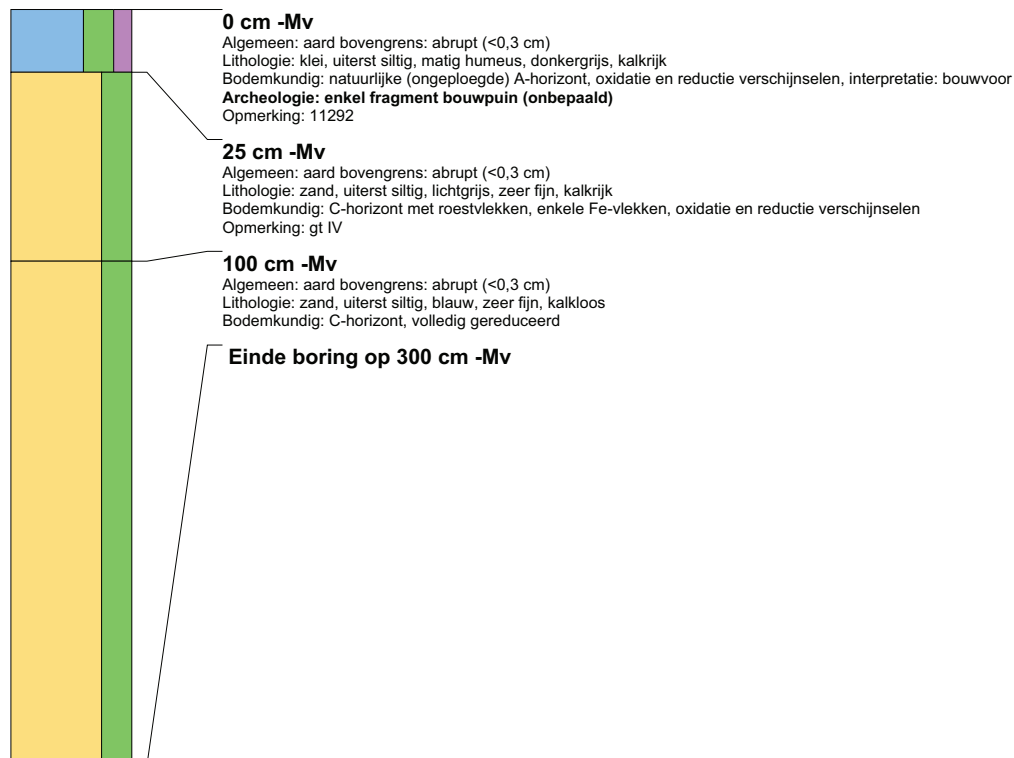 0 cm -Mv
Algemeen: aard bovengrens: abrupt (<0,3 cm)
Lithologie: klei, uiterst siltig, matig humeus, donkergrijs, kalkrijk
Bodemkundig: natuurlijke (ongeploegde) A-horizont, oxidatie en reductie verschijnselen, interpretatie: bouwvoor
Archeologie: enkel fragment bouwpuin (onbepaald)
Opmerking: 11292
25 cm -Mv
Algemeen: aard bovengrens: abrupt (<0,3 cm)
Lithologie: zand, uiterst siltig, lichtgrijs, zeer fijn, kalkrijk
Bodemkundig: C-horizont met roestvlekken, enkele Fe-vlekken, oxidatie en reductie verschijnselen
Opmerking: gt IV
100 cm -Mv
Algemeen: aard bovengrens: abrupt (<0,3 cm)
Lithologie: zand, uiterst siltig, blauw, zeer fijn, kalkloos
Bodemkundig: C-horizont, volledig gereduceerd
Einde boring op 300 cm -Mv